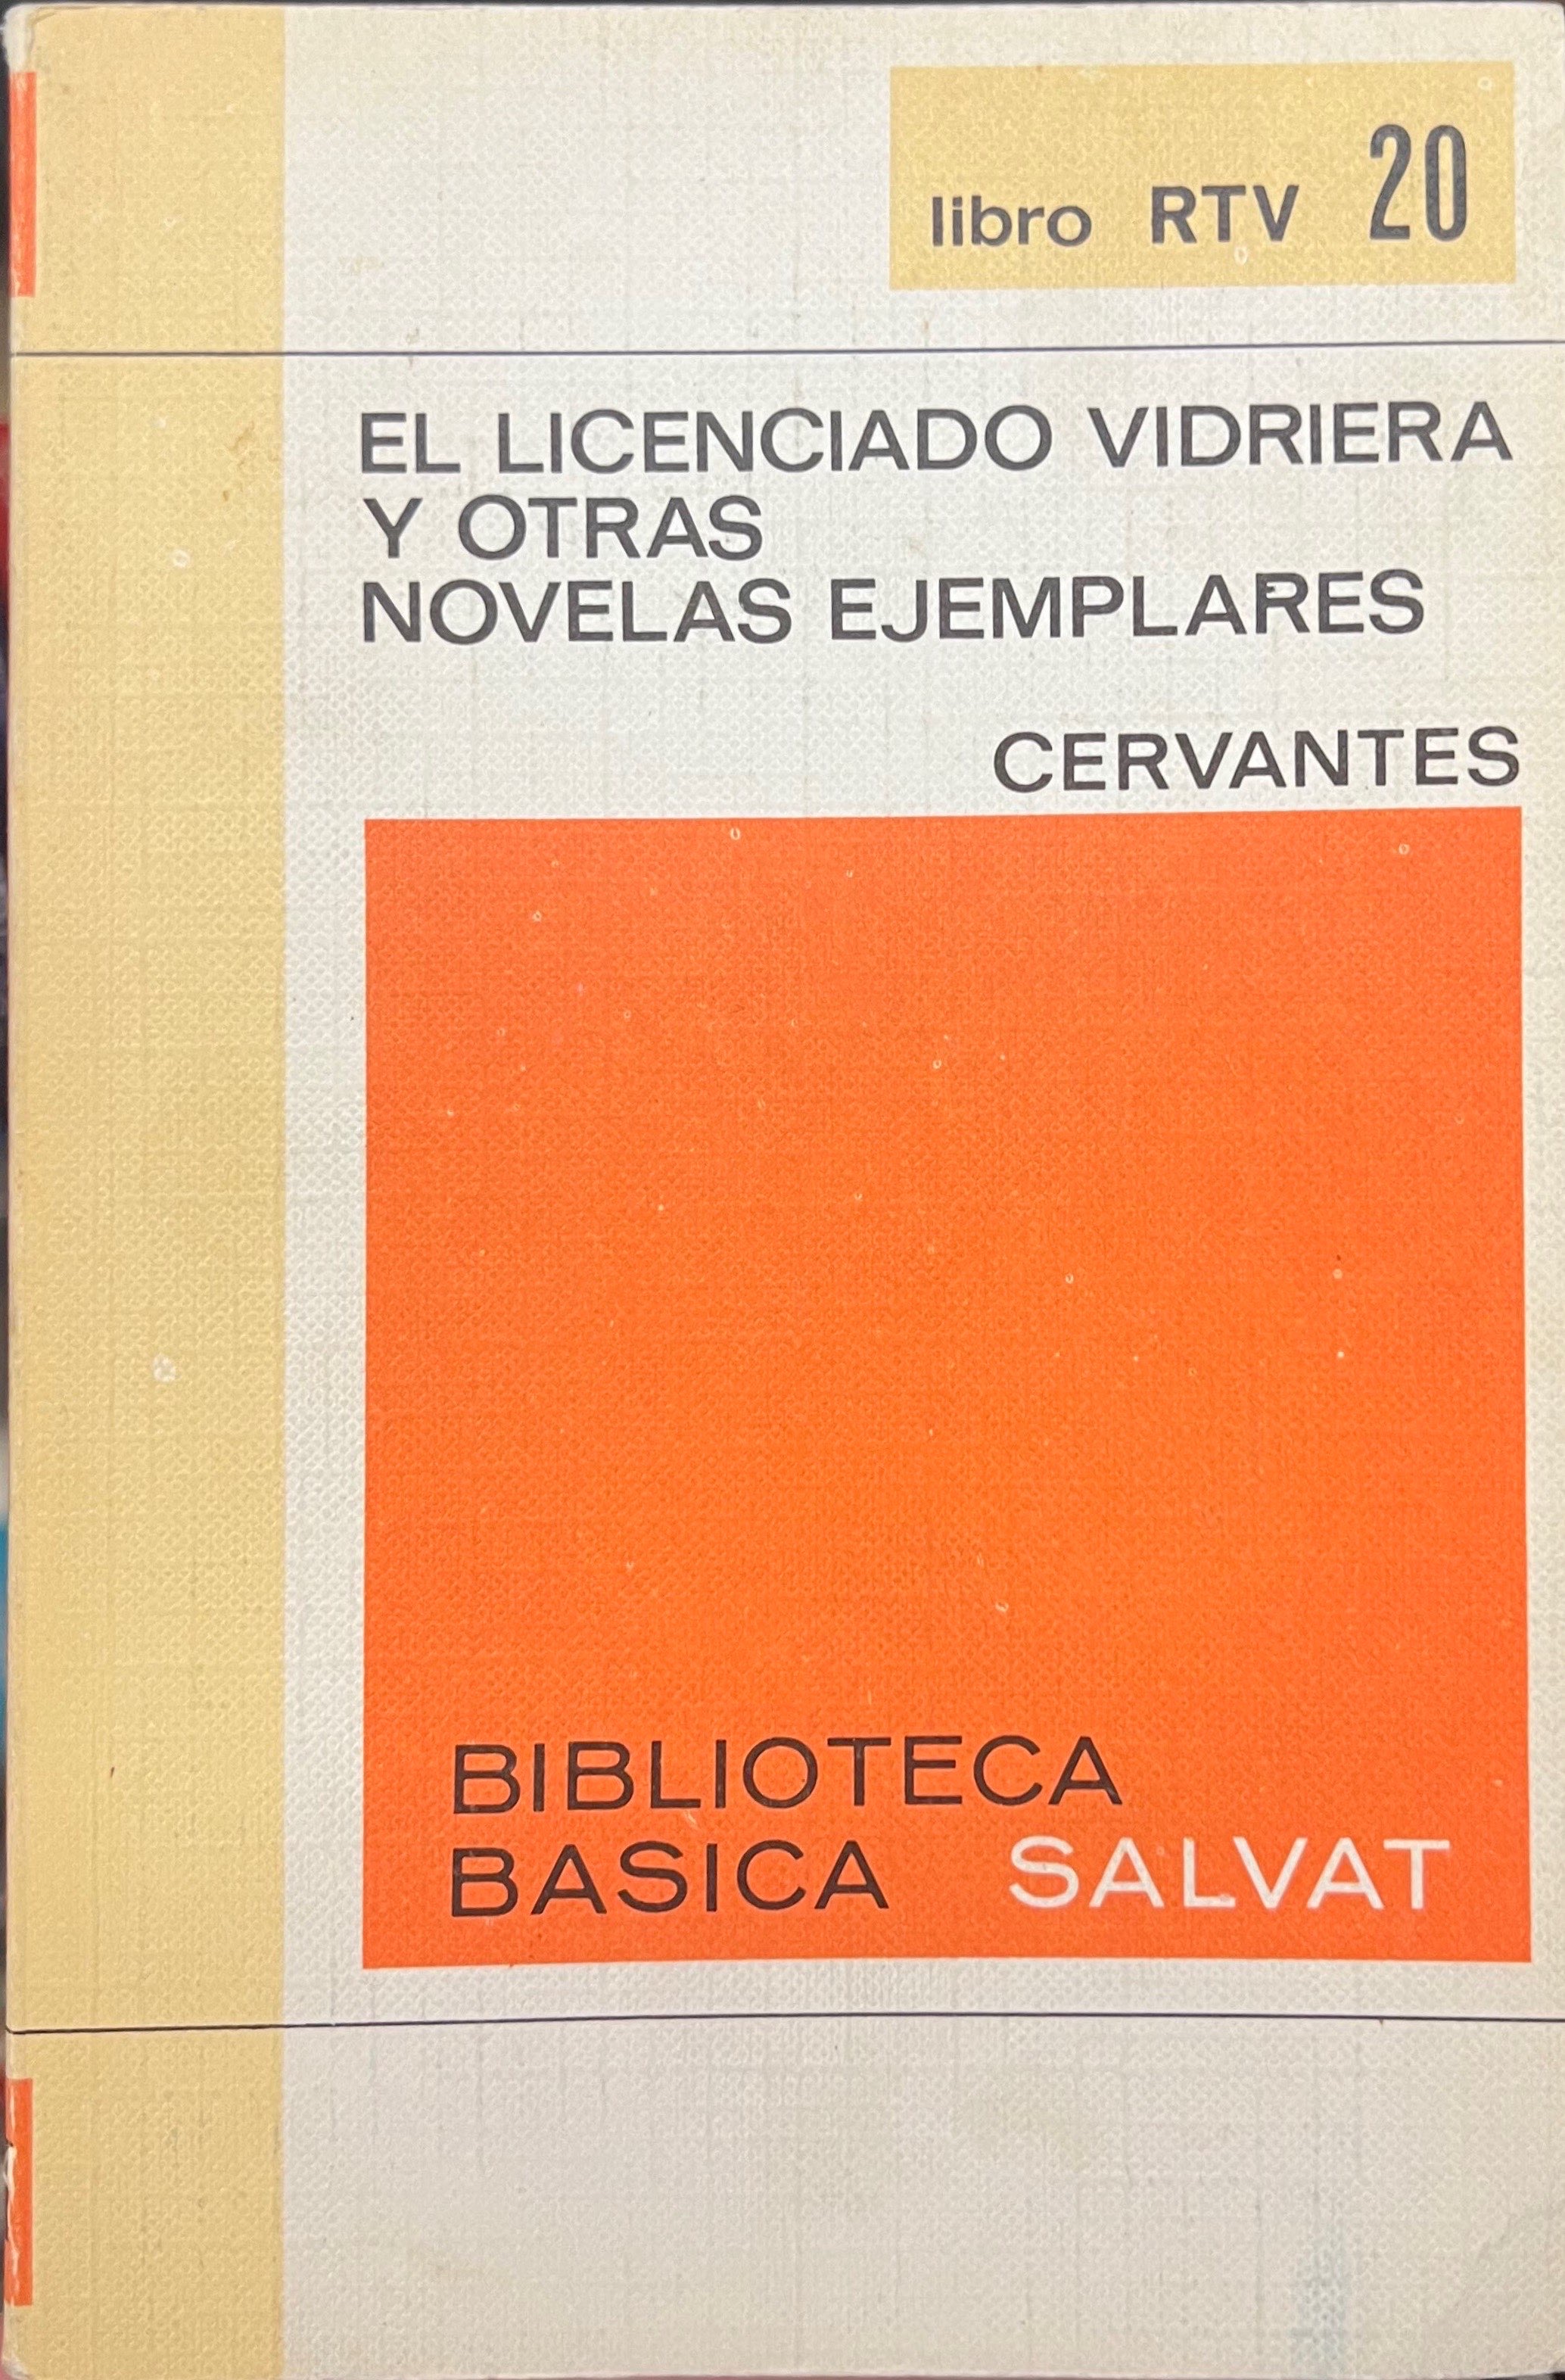 libro RTV 20
EL LICENCIADO VIDRIERA
Y OTRAS
NOVELAS EJEMPLARES
CERVANTES
BIBLIOTECA
BASICA SALVAT